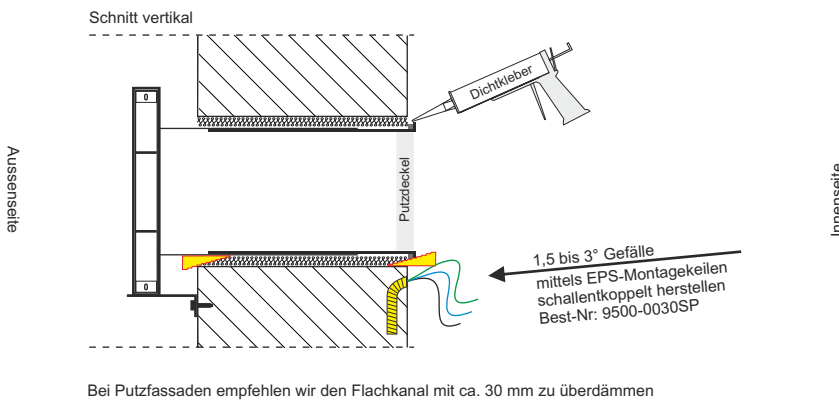 Schnitt vertikal
Dichtkleber
Aussenseite
Putzdeckel
Innenseite
1,5 bis 3° Gefälle
mittels EPS-Montagekeilen
schallentkoppelt herstellen
Best-Nr: 9500-0030SP
Bei Putzfassaden empfehlen wir den Flachkanal mit ca. 30 mm zu überdämmen